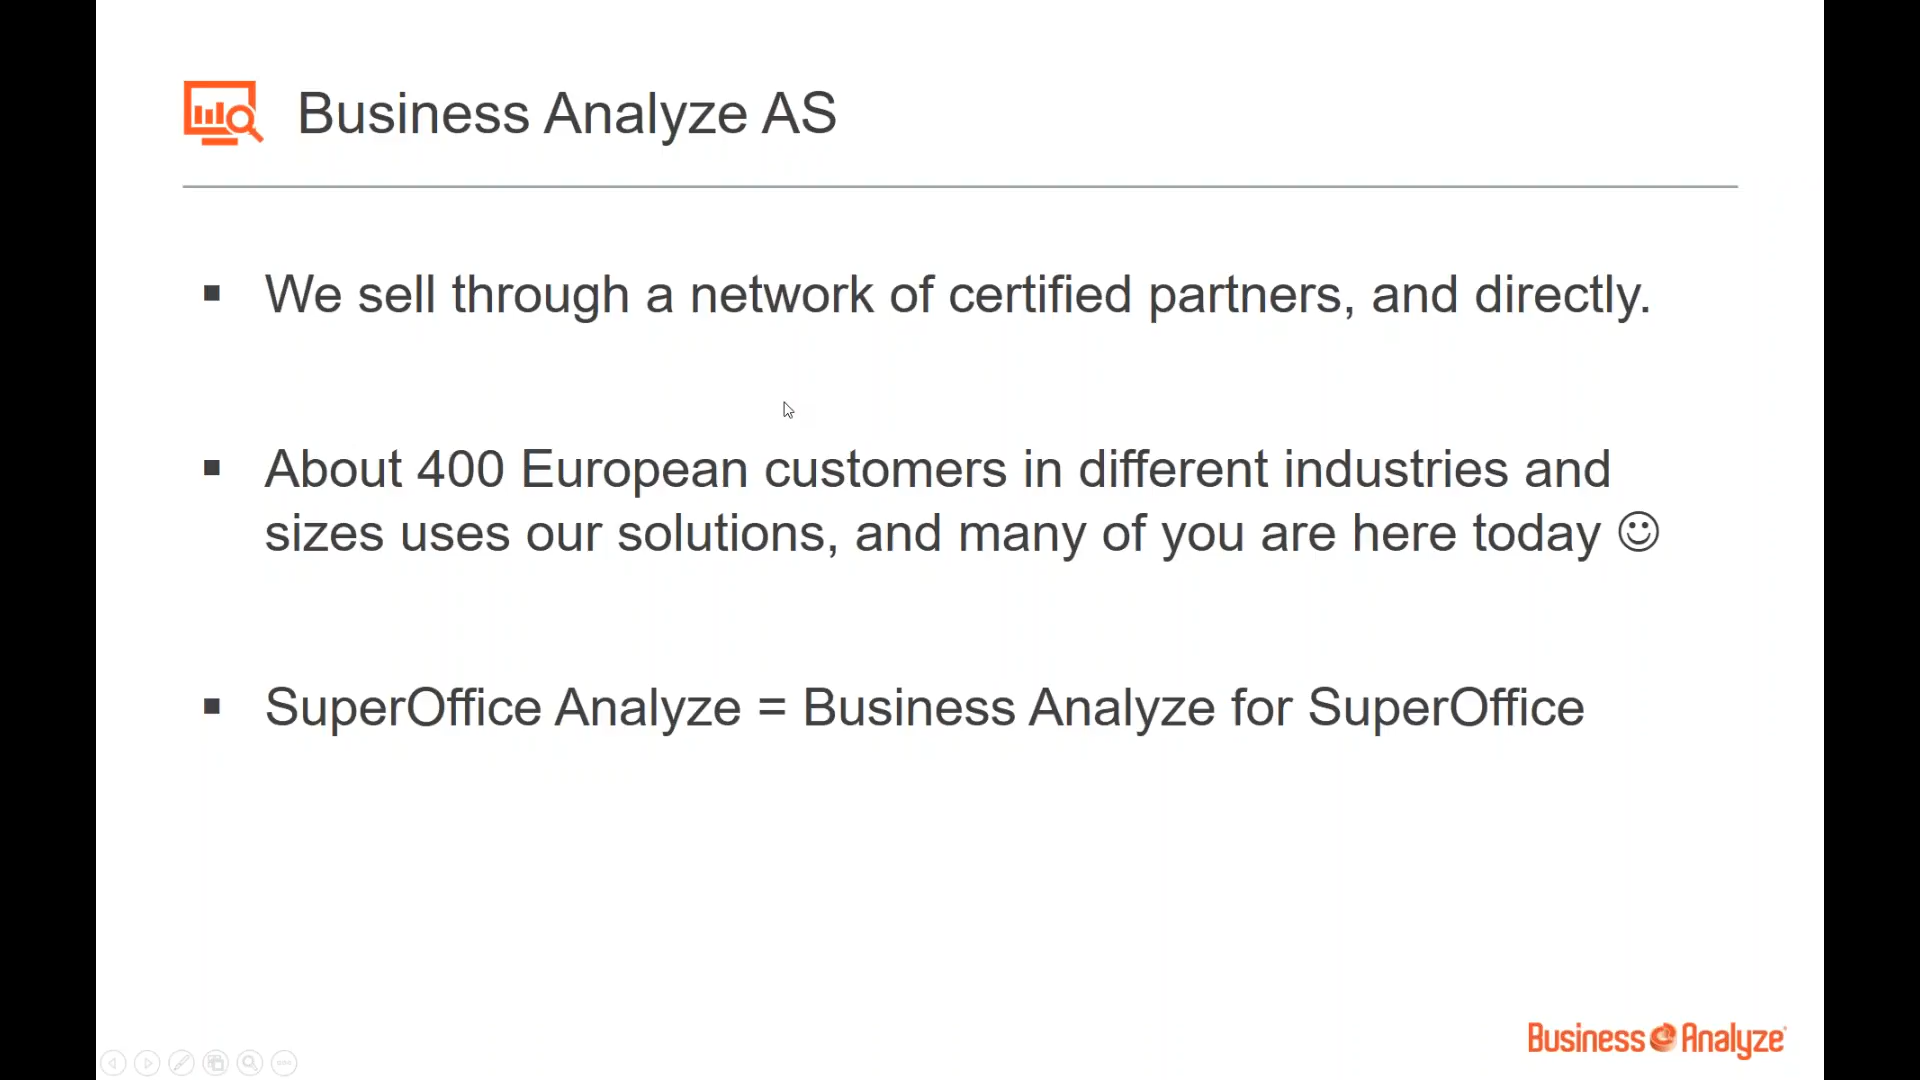 Business Analyze AS
▪ We sell through a network of certified partners, and directly.
▪ About 400 European customers in different industries and
sizes uses our solutions, and many of you are here today ☺
▪ SuperOffice Analyze = Business Analyze for SuperOffice
Business Analyze